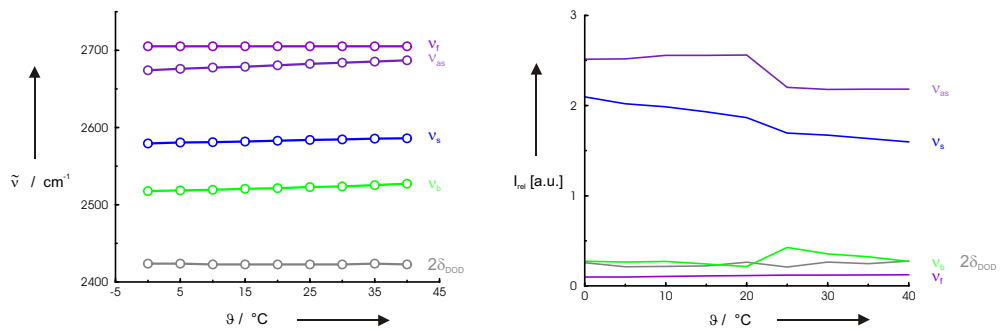 2700
2600
2500
2400
-5 5 15 25 35 45
ν̃ / cm⁻¹
ϑ / °C
ν_f
ν_as
ν_s
ν_b
2δ_DOD
3
2
1
0
0 10 20 30 40
I_rel [a.u.]
ϑ / °C
ν_as
ν_s
ν_b 2δ_DOD
ν_f